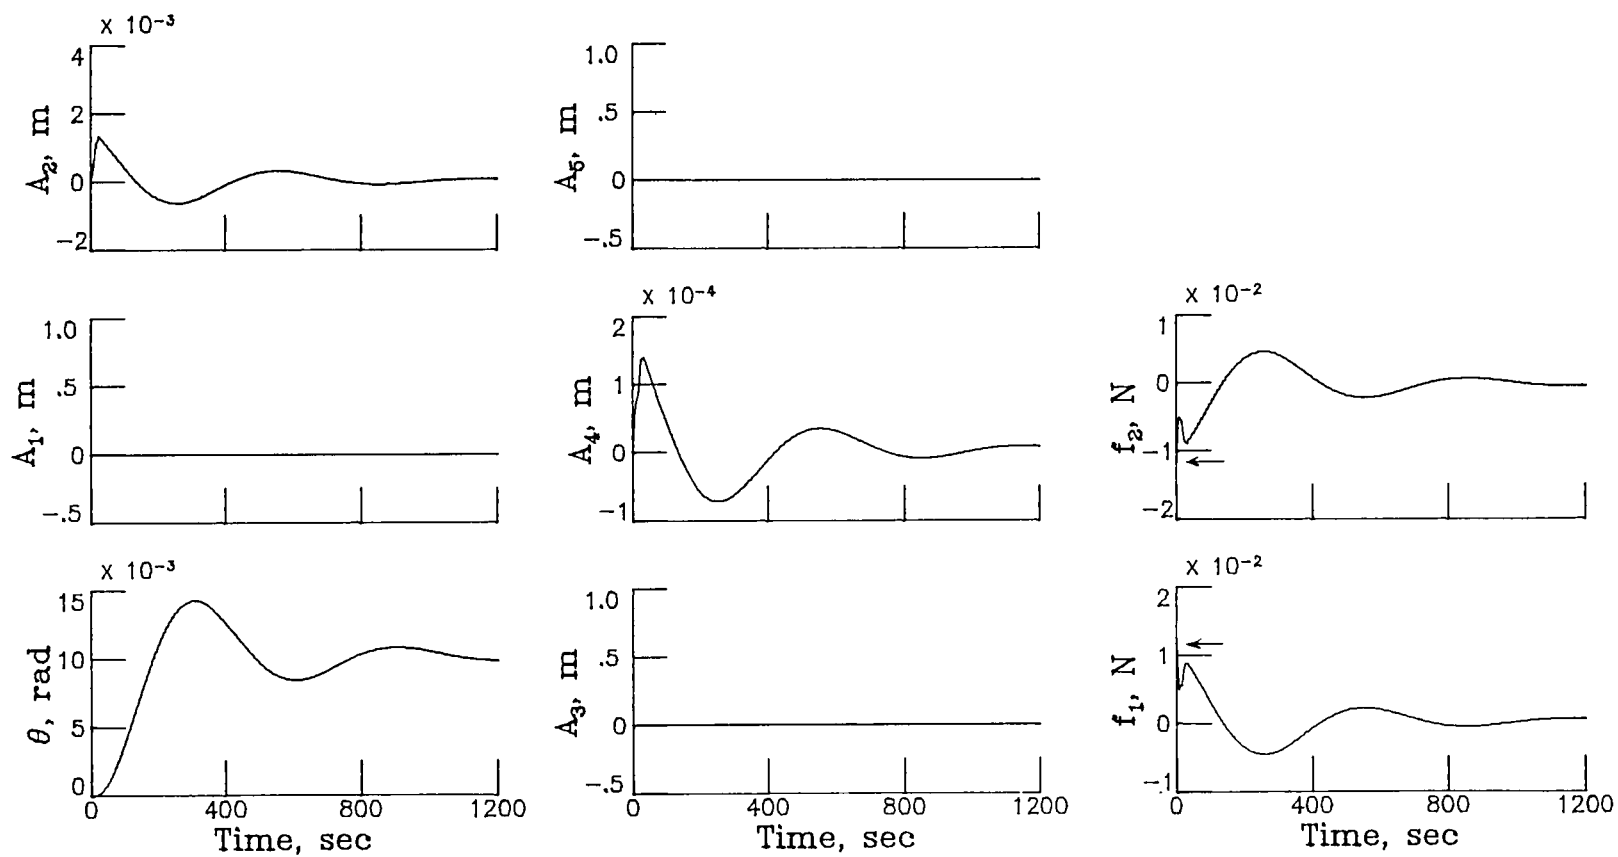 X 10⁻³
4
2
0
-2
A₂, m
1.0
.5
0
-.5
A₅, m
1.0
.5
0
-.5
A₁, m
X 10⁻⁴
2
1
0
-1
A₄, m
X 10⁻²
1
0
-1
-2
f₂, N
X 10⁻³
15
10
5
0
θ, rad
0 400 800 1200
Time, sec
1.0
.5
0
-.5
A₃, m
0 400 800 1200
Time, sec
X 10⁻²
2
1
0
-1
f₁, N
0 400 800 1200
Time, sec